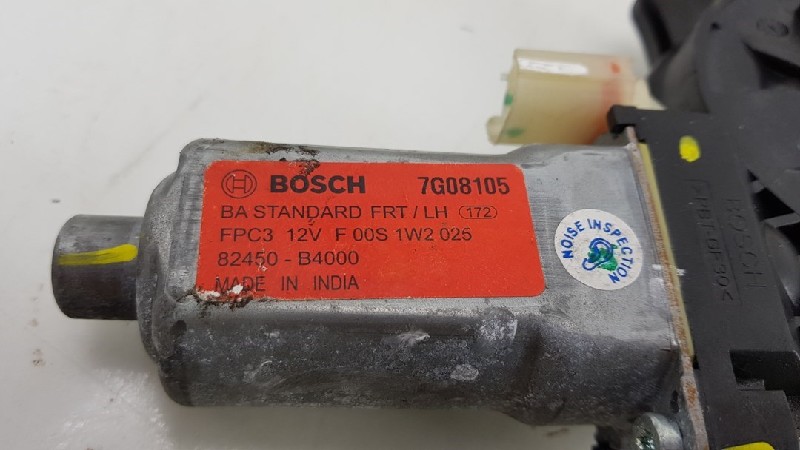 BOSCH 7G08105
BA STANDARD FRT / LH (172)
FPC3 12V F 00S 1W2 025
82450 - B4000
MADE IN INDIA
NOISE INSPECTION
BOSCH